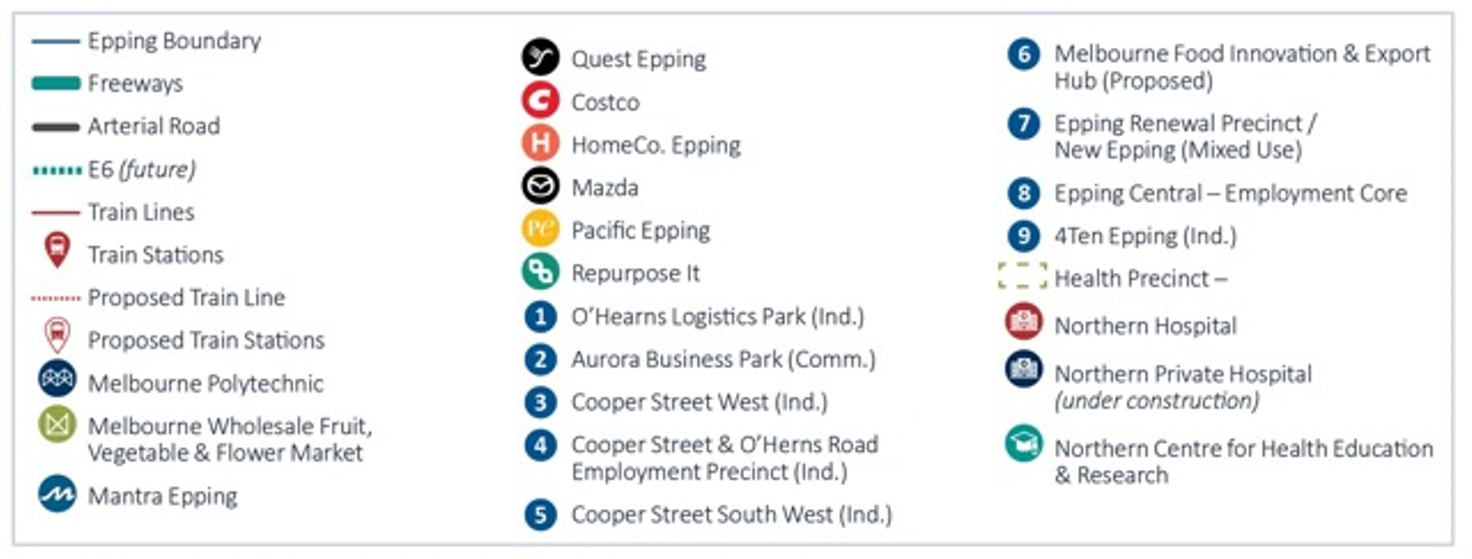 Epping Boundary
Freeways
Arterial Road
E6 (future)
Train Lines
Train Stations
Proposed Train Line
Proposed Train Stations
Melbourne Polytechnic
Melbourne Wholesale Fruit,
Vegetable & Flower Market
Mantra Epping
Quest Epping
C Costco
H HomeCo. Epping
Mazda
Pe Pacific Epping
Repurpose It
1 O'Hearns Logistics Park (Ind.)
2 Aurora Business Park (Comm.)
3 Cooper Street West (Ind.)
4 Cooper Street & O'Herns Road
Employment Precinct (Ind.)
5 Cooper Street South West (Ind.)
6 Melbourne Food Innovation & Export
Hub (Proposed)
7 Epping Renewal Precinct /
New Epping (Mixed Use)
8 Epping Central – Employment Core
9 4Ten Epping (Ind.)
Health Precinct –
Northern Hospital
Northern Private Hospital
(under construction)
Northern Centre for Health Education
& Research